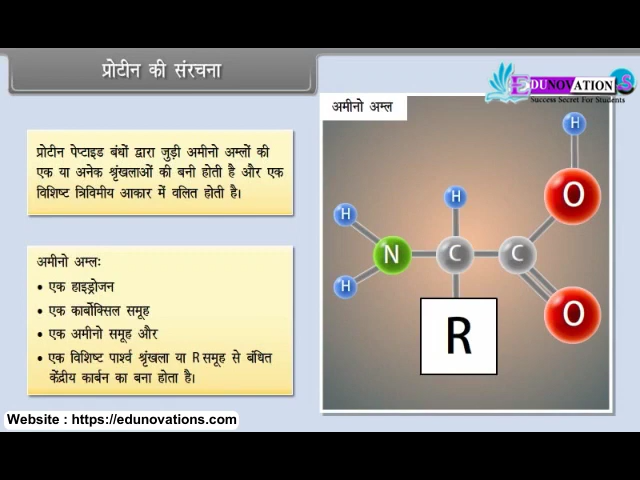 प्रोटीन की संरचना
EDUNOVATIONS
Success Secret For Students
प्रोटीन पेप्टाइड बंधों द्वारा जुड़ी अमीनो अम्लों की
एक या अनेक श्रृंखलाओं की बनी होती है और एक
विशिष्ट त्रिविमीय आकार में वलित होती है।
अमीनो अम्लः
• एक हाइड्रोजन
• एक कार्बोक्सिल समूह
• एक अमीनो समूह और
• एक विशिष्ट पार्श्व श्रृंखला या R समूह से बंधित
केंद्रीय कार्बन का बना होता है।
अमीनो अम्ल
H
H
H
O
N
C
C
H
O
R
Website : https://edunovations.com